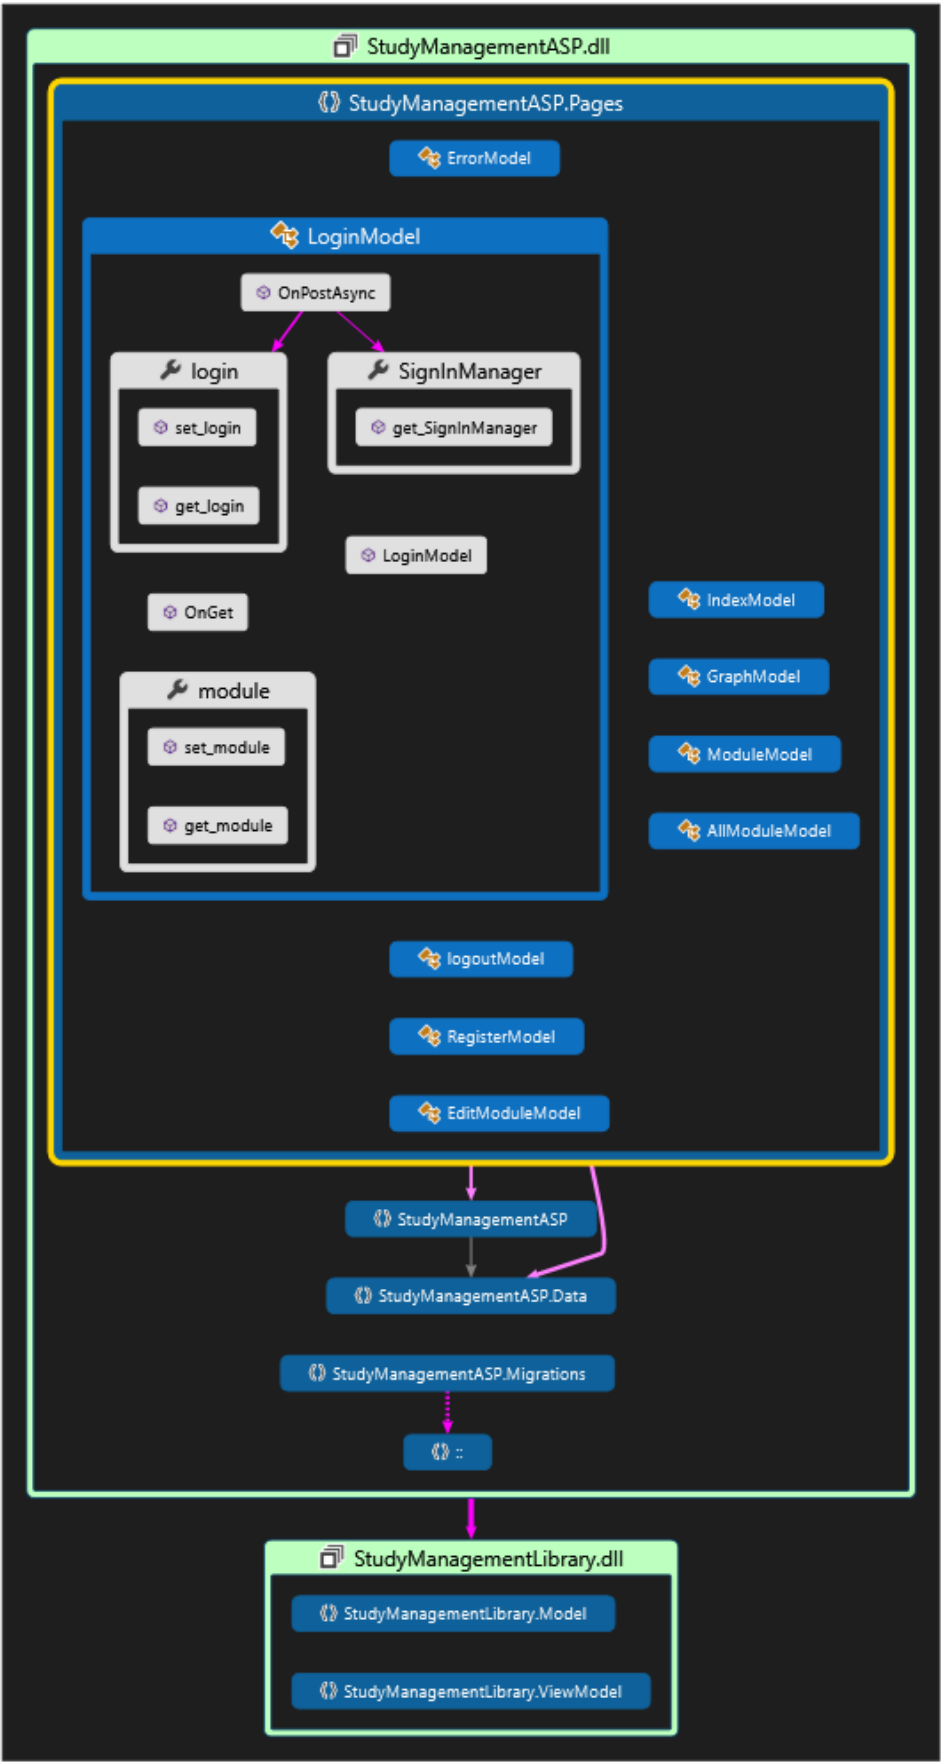 StudyManagementASP.dll
StudyManagementASP.Pages
ErrorModel
LoginModel
OnPostAsync
login
SignInManager
set_login
get_SignInManager
get_login
LoginModel
OnGet
IndexModel
GraphModel
module
set_module
ModuleModel
get_module
AllModuleModel
logoutModel
RegisterModel
EditModuleModel
StudyManagementASP
StudyManagementASP.Data
StudyManagementASP.Migrations
::
StudyManagementLibrary.dll
StudyManagementLibrary.Model
StudyManagementLibrary.ViewModel